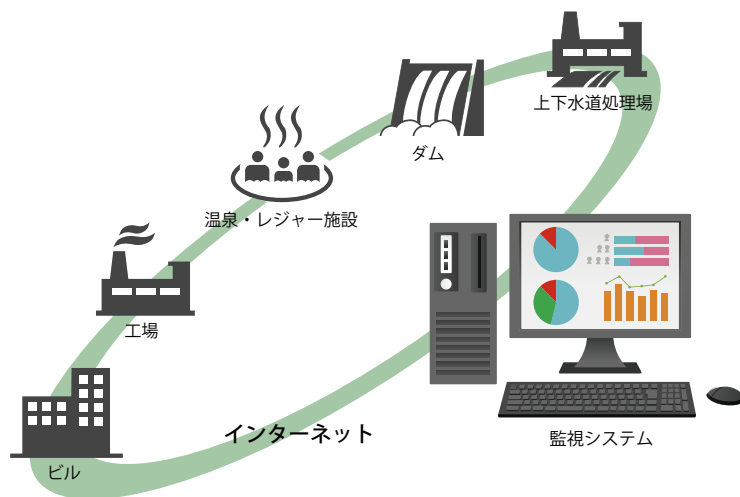 上下水道処理場
ダム
温泉・レジャー施設
工場
インターネット
監視システム
ビル